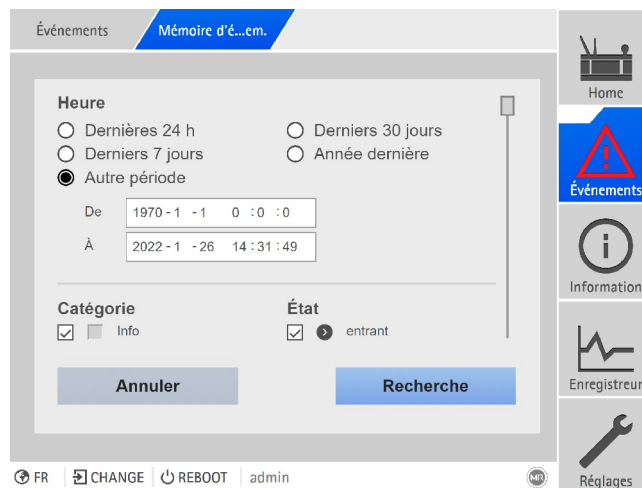 Événements
Mémoire d'é...em.
Heure
Dernières 24 h
Derniers 30 jours
Derniers 7 jours
Année dernière
Autre période
De 1970 - 1 - 1 0 : 0 : 0
À 2022 - 1 - 26 14 : 31 : 49
Catégorie
État
Info
entrant
Annuler
Recherche
Home
Événements
Information
Enregistreur
Réglages
FR CHANGE REBOOT admin
MR